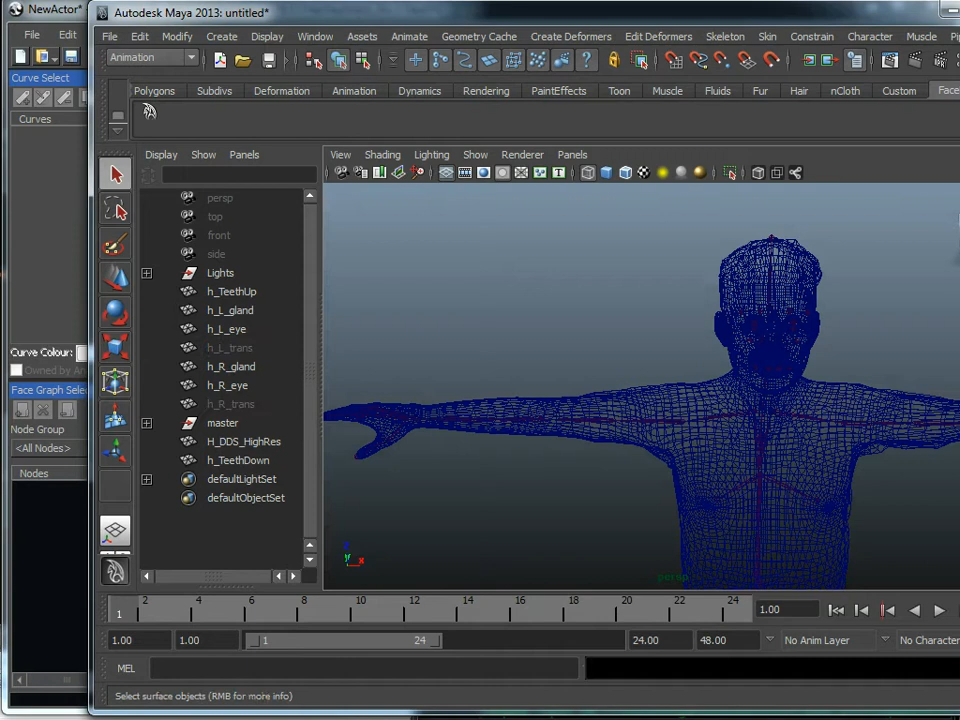 NewActor*
File Edit
Curve Select
Curves
Curve Colour:
Owned by
Face Graph
Node Group
<All Nodes>
Nodes
Autodesk Maya 2013: untitled*
File Edit Modify Create Display Window Assets Animate Geometry Cache Create Deformers Edit Deformers Skeleton Skin Constrain Character Muscle
Animation
Polygons Subdivs Deformation Animation Dynamics Rendering PaintEffects Toon Muscle Fluids Fur Hair nCloth Custom Face
Display Show Panels
View Shading Lighting Show Renderer Panels
persp
top
front
side
Lights
h_TeethUp
h_L_gland
h_L_eye
h_L_trans
h_R_gland
h_R_eye
h_R_trans
master
H_DDS_HighRes
h_TeethDown
defaultLightSet
defaultObjectSet
z y x
persp
1 2 4 6 8 10 12 14 16 18 20 22 24 1.00
1.00 1.00 1 24 24.00 48.00 No Anim Layer No Character
MEL
Select surface objects (RMB for more info)